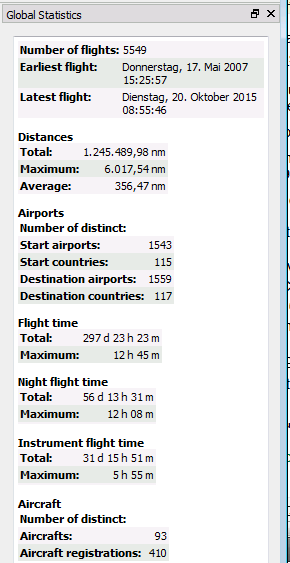 Global Statistics
Number of flights: 5549
Earliest flight: Donnerstag, 17. Mai 2007
15:25:57
Latest flight: Dienstag, 20. Oktober 2015
08:55:46
Distances
Total: 1.245.489,98 nm
Maximum: 6.017,54 nm
Average: 356,47 nm
Airports
Number of distinct:
Start airports: 1543
Start countries: 115
Destination airports: 1559
Destination countries: 117
Flight time
Total: 297 d 23 h 23 m
Maximum: 12 h 45 m
Night flight time
Total: 56 d 13 h 31 m
Maximum: 12 h 08 m
Instrument flight time
Total: 31 d 15 h 51 m
Maximum: 5 h 55 m
Aircraft
Number of distinct:
Aircrafts: 93
Aircraft registrations: 410